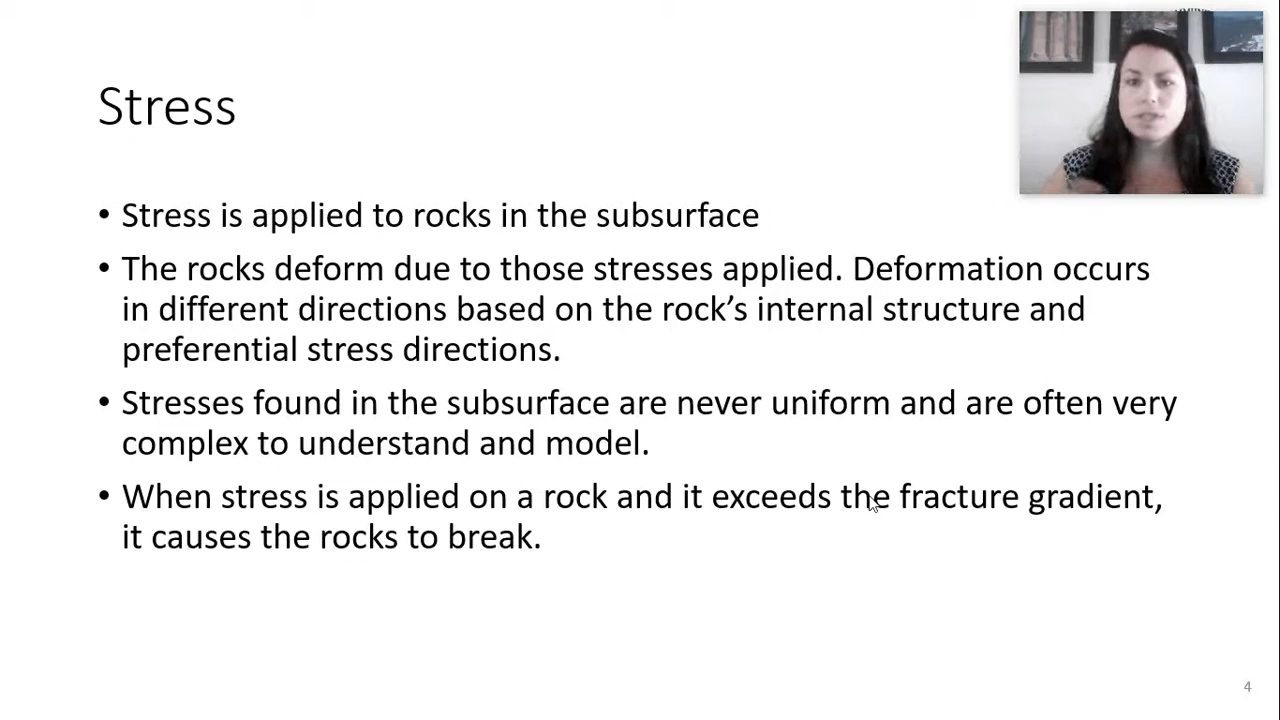 Stress
• Stress is applied to rocks in the subsurface
• The rocks deform due to those stresses applied. Deformation occurs
in different directions based on the rock’s internal structure and
preferential stress directions.
• Stresses found in the subsurface are never uniform and are often very
complex to understand and model.
• When stress is applied on a rock and it exceeds the fracture gradient,
it causes the rocks to break.
4